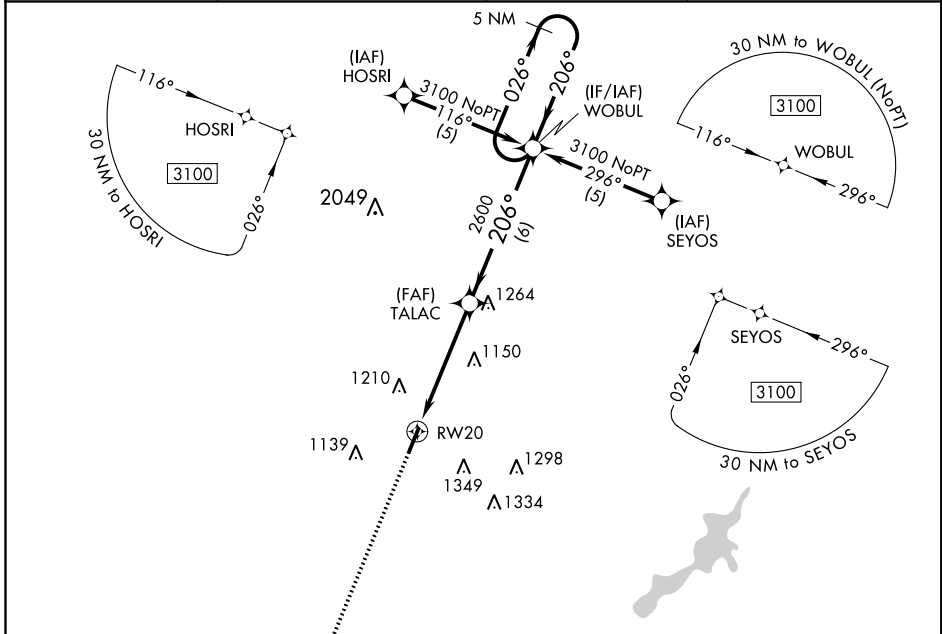 5 NM
026°
206°
(IAF)
HOSRI
3100 NoPT
116°
(5)
(IF/IAF)
WOBUL
3100 NoPT
296°
(5)
(IAF)
SEYOS
30 NM to WOBUL (NoPT)
3100
116°
WOBUL
296°
116°
HOSRI
3100
026°
30 NM to HOSRI
2049
2600
206°
(6)
(FAF)
TALAC
1264
1150
1210
RW20
1139
1349
1298
1334
SEYOS
296°
026°
3100
30 NM to SEYOS